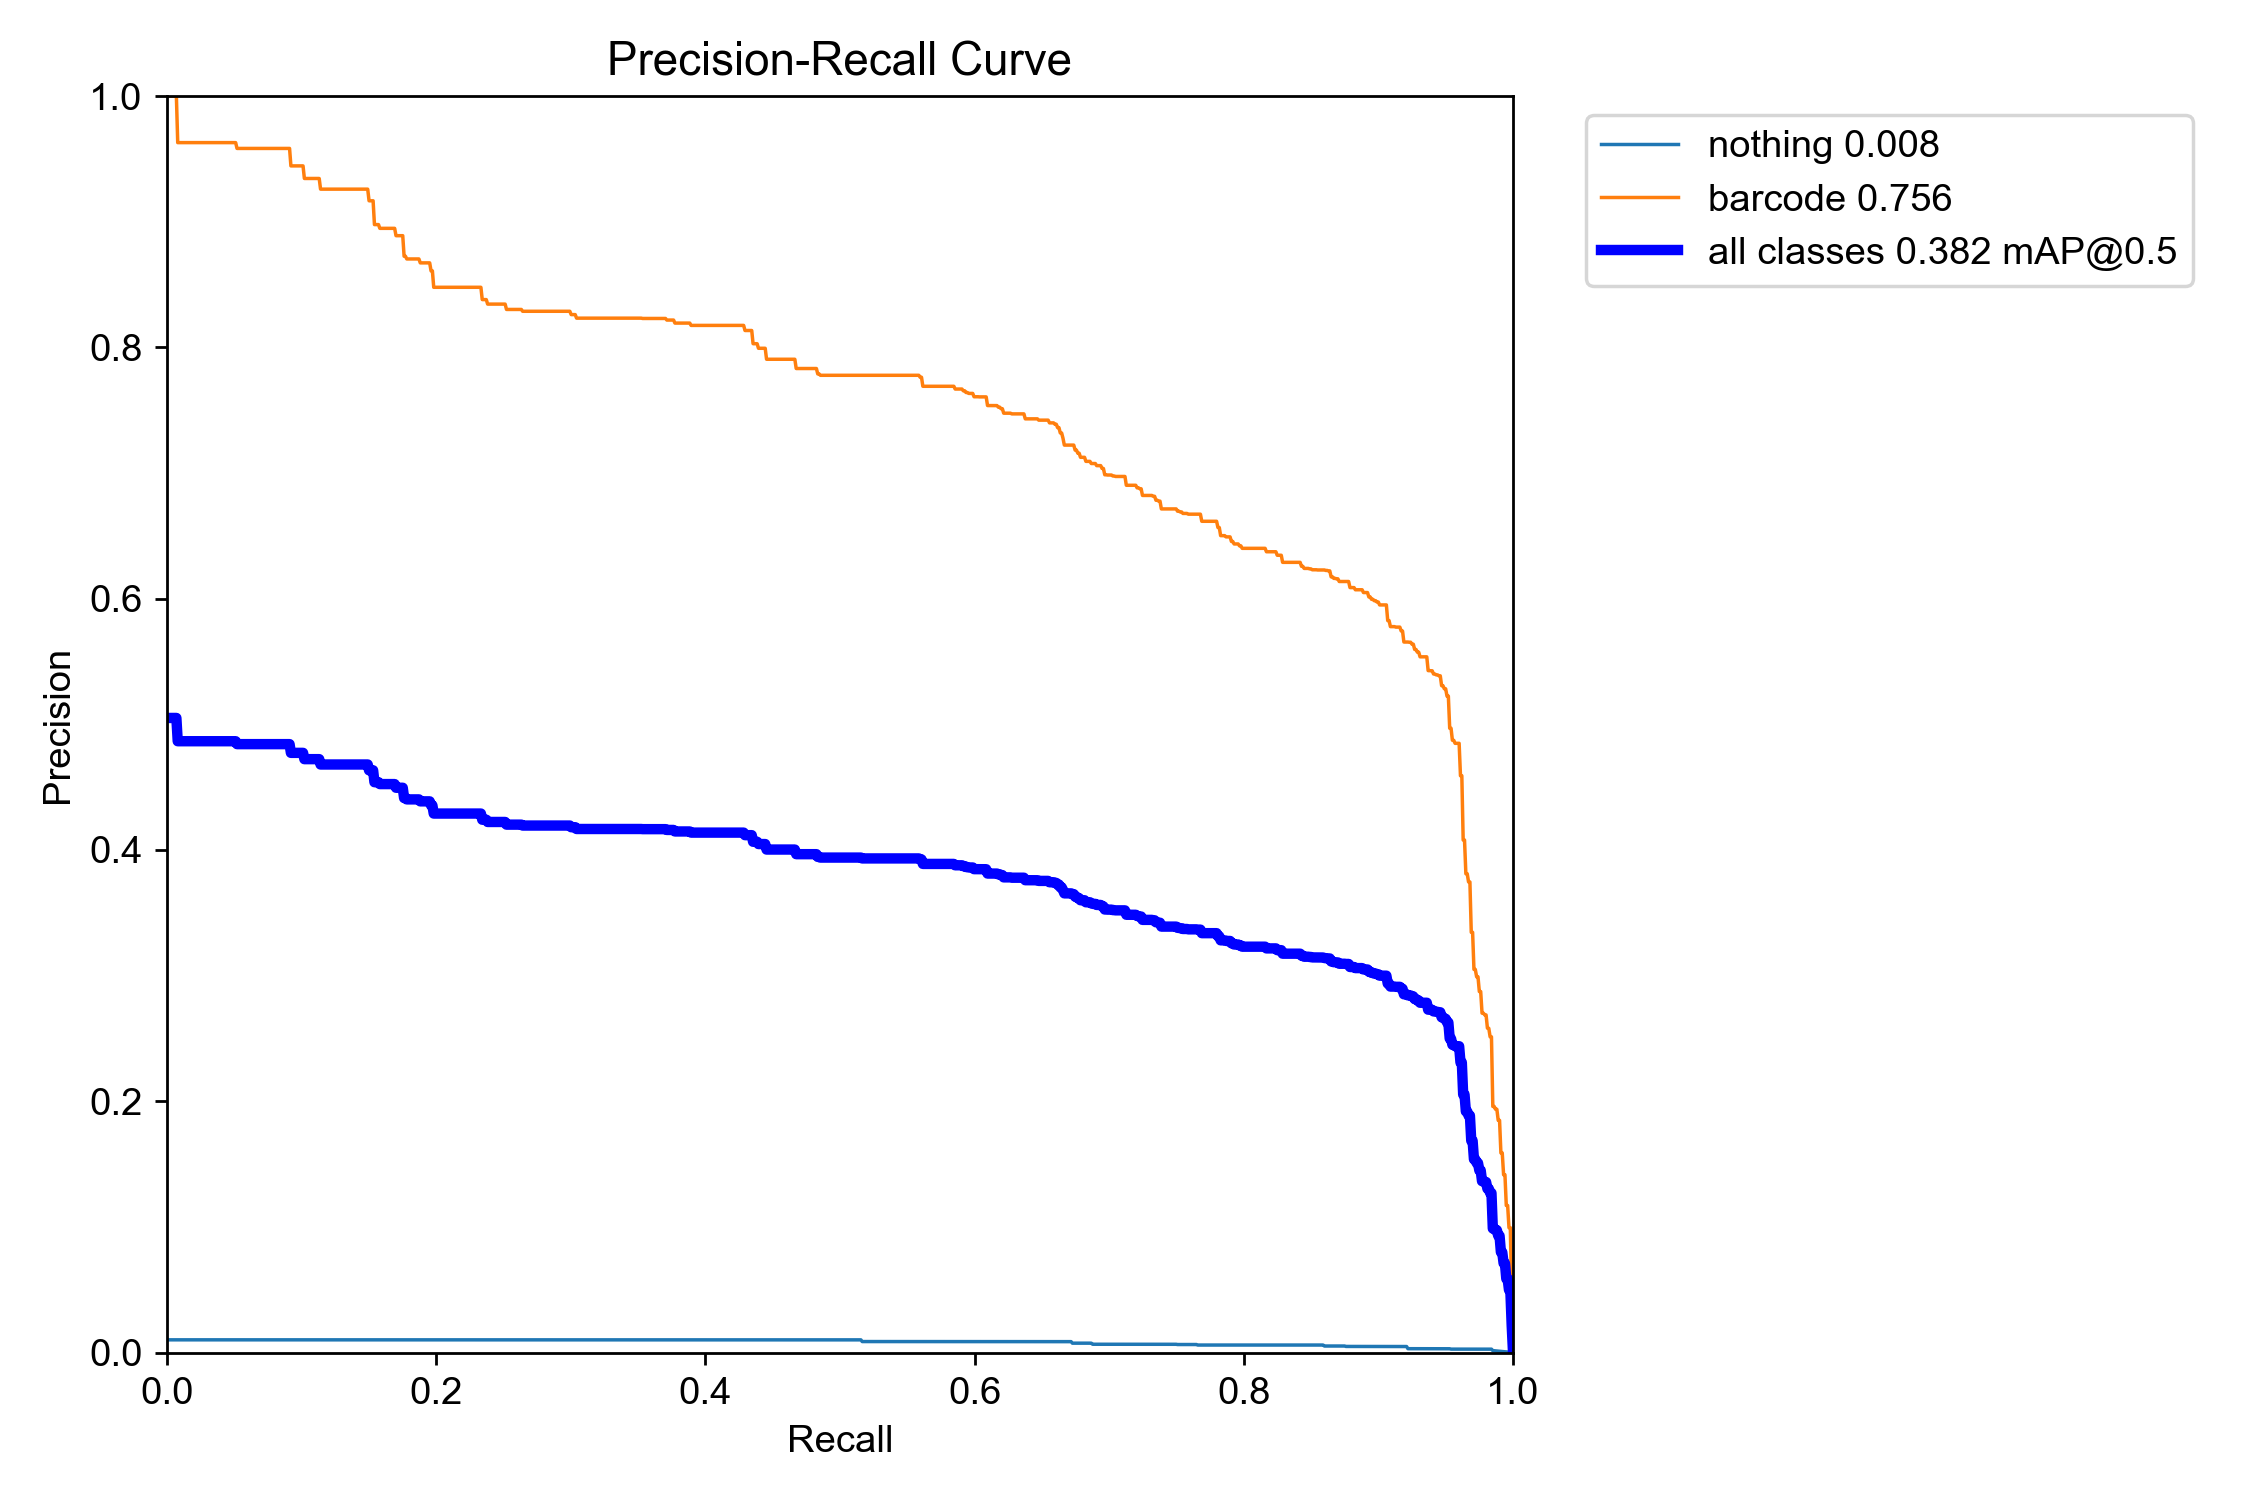 Precision-Recall Curve
1.0
0.8
0.6
0.4
0.2
0.0
Precision
0.0 0.2 0.4 0.6 0.8 1.0
Recall
nothing 0.008
barcode 0.756
all classes 0.382 mAP@0.5